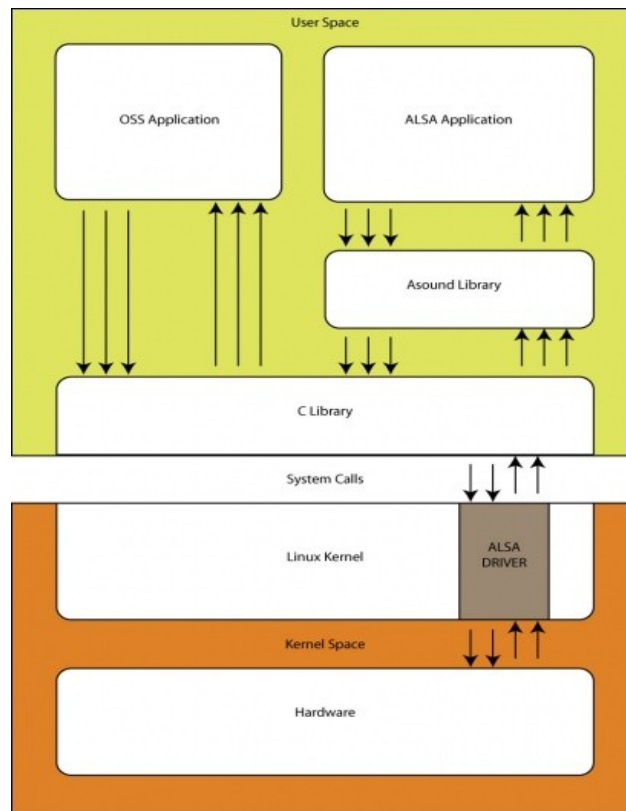 User Space
OSS Application
ALSA Application
Asound Library
C Library
System Calls
Linux Kernel
ALSA
DRIVER
Kernel Space
Hardware